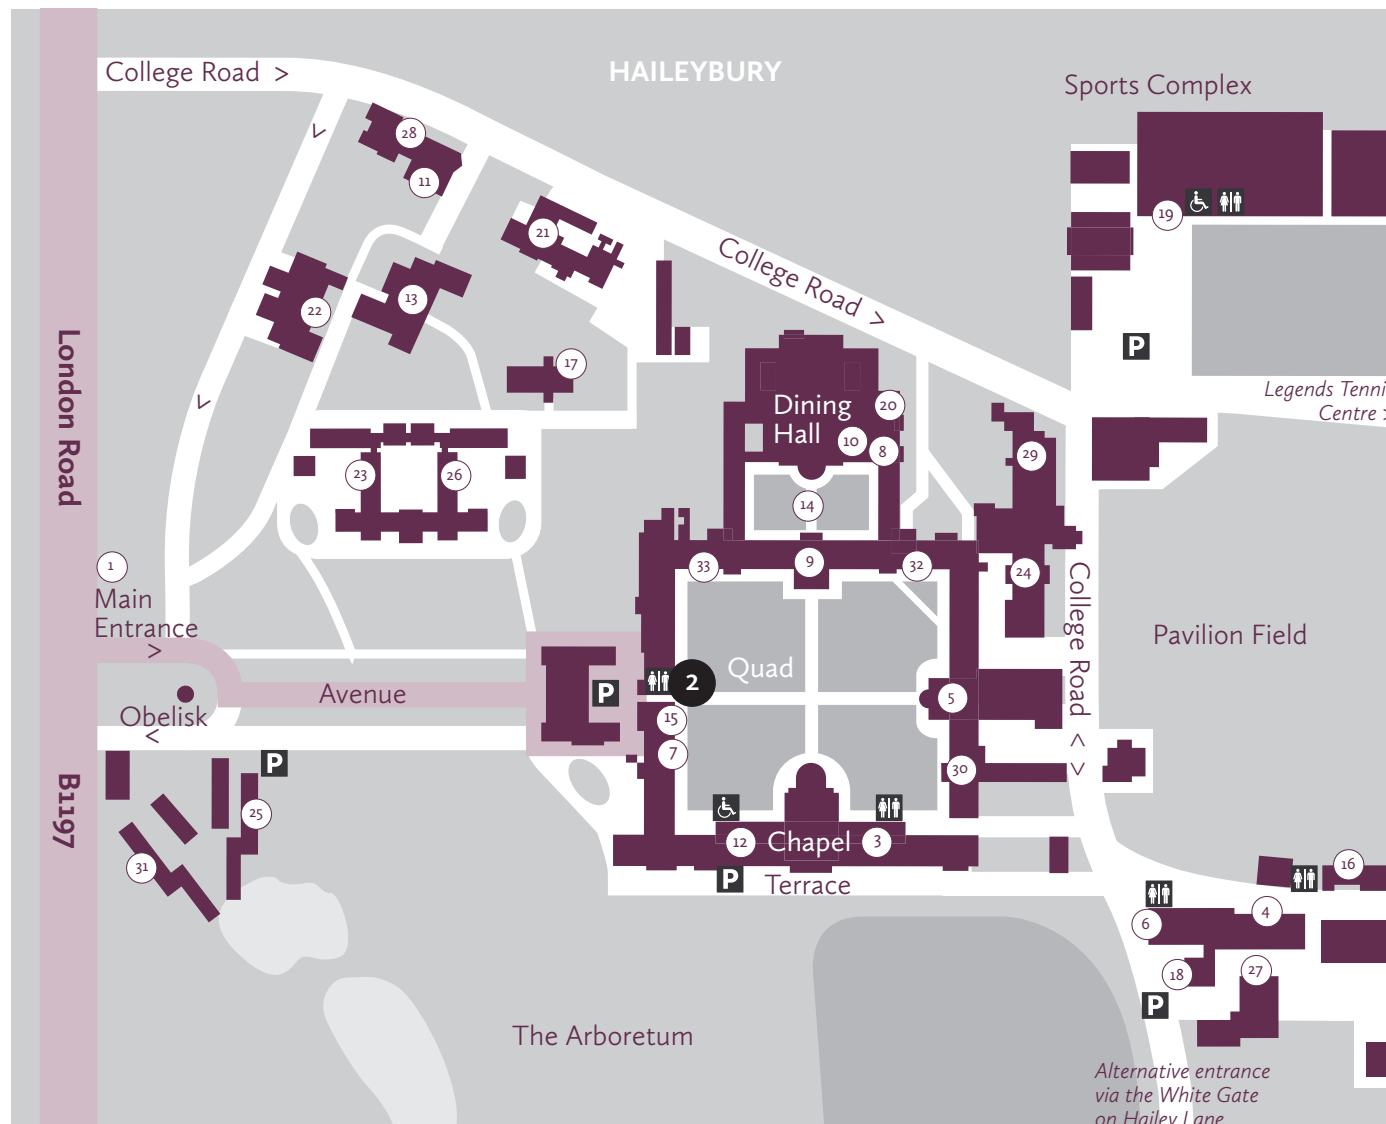 College Road >
HAILEYBURY
Sports Complex
>
28
11
21
19
College Road >
22
13
P
17
London Road
>
Legends Tenni
Centre >
Dining
Hall
20
10
8
29
23
26
14
1
Main
Entrance
>
33
9
32
24
College Road < >
Pavilion Field
Quad
2
Avenue
P
5
Obelisk
<
15
7
P
30
B1197
25
31
12
Chapel
3
P
Terrace
16
6
4
18
27
P
The Arboretum
Alternative entrance
via the White Gate
on Hailey Lane